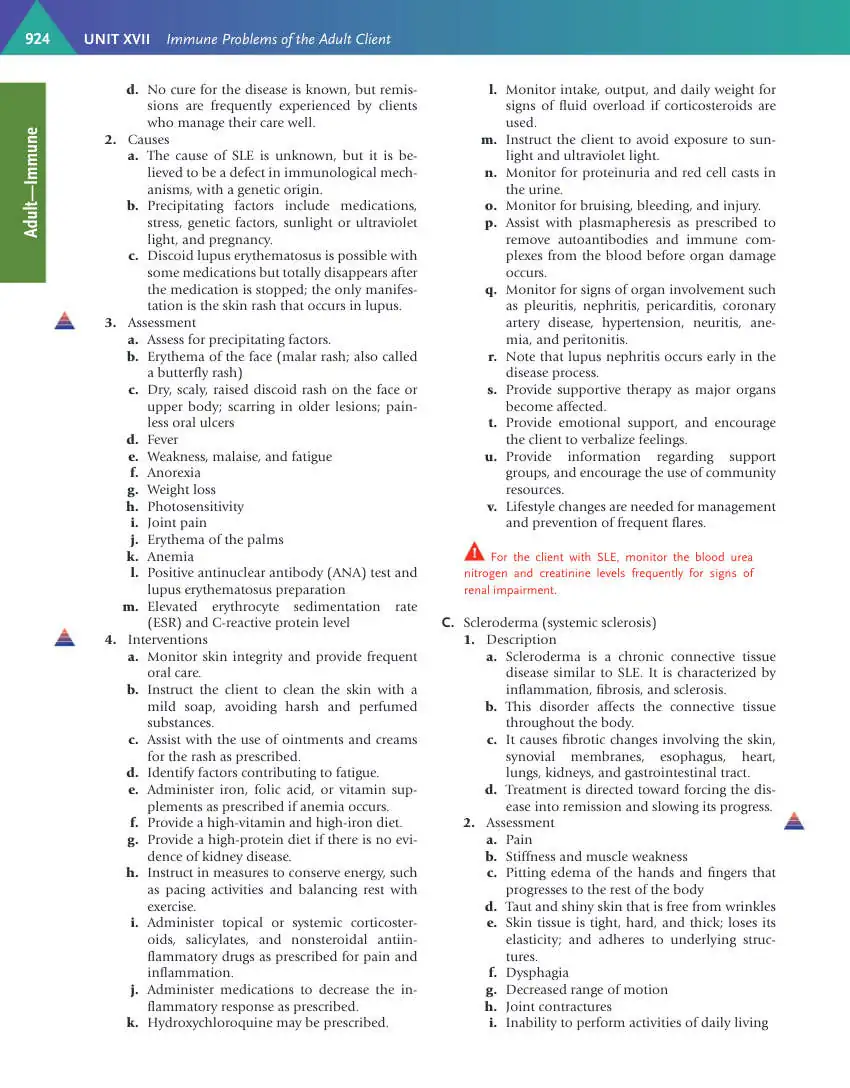 924
UNIT XVII Immune Problems of the Adult Client
Adult—Immune
d. No cure for the disease is known, but remis-
sions are frequently experienced by clients
who manage their care well.
2. Causes
a. The cause of SLE is unknown, but it is be-
lieved to be a defect in immunological mech-
anisms, with a genetic origin.
b. Precipitating factors include medications,
stress, genetic factors, sunlight or ultraviolet
light, and pregnancy.
c. Discoid lupus erythematosus is possible with
some medications but totally disappears after
the medication is stopped; the only manifes-
tation is the skin rash that occurs in lupus.
3. Assessment
a. Assess for precipitating factors.
b. Erythema of the face (malar rash; also called
a butterfly rash)
c. Dry, scaly, raised discoid rash on the face or
upper body; scarring in older lesions; pain-
less oral ulcers
d. Fever
e. Weakness, malaise, and fatigue
f. Anorexia
g. Weight loss
h. Photosensitivity
i. Joint pain
j. Erythema of the palms
k. Anemia
l. Positive antinuclear antibody (ANA) test and
lupus erythematosus preparation
m. Elevated erythrocyte sedimentation rate
(ESR) and C-reactive protein level
4. Interventions
a. Monitor skin integrity and provide frequent
oral care.
b. Instruct the client to clean the skin with a
mild soap, avoiding harsh and perfumed
substances.
c. Assist with the use of ointments and creams
for the rash as prescribed.
d. Identify factors contributing to fatigue.
e. Administer iron, folic acid, or vitamin sup-
plements as prescribed if anemia occurs.
f. Provide a high-vitamin and high-iron diet.
g. Provide a high-protein diet if there is no evi-
dence of kidney disease.
h. Instruct in measures to conserve energy, such
as pacing activities and balancing rest with
exercise.
i. Administer topical or systemic corticoster-
oids, salicylates, and nonsteroidal antiin-
flammatory drugs as prescribed for pain and
inflammation.
j. Administer medications to decrease the in-
flammatory response as prescribed.
k. Hydroxychloroquine may be prescribed.
l. Monitor intake, output, and daily weight for
signs of fluid overload if corticosteroids are
used.
m. Instruct the client to avoid exposure to sun-
light and ultraviolet light.
n. Monitor for proteinuria and red cell casts in
the urine.
o. Monitor for bruising, bleeding, and injury.
p. Assist with plasmapheresis as prescribed to
remove autoantibodies and immune com-
plexes from the blood before organ damage
occurs.
q. Monitor for signs of organ involvement such
as pleuritis, nephritis, pericarditis, coronary
artery disease, hypertension, neuritis, ane-
mia, and peritonitis.
r. Note that lupus nephritis occurs early in the
disease process.
s. Provide supportive therapy as major organs
become affected.
t. Provide emotional support, and encourage
the client to verbalize feelings.
u. Provide information regarding support
groups, and encourage the use of community
resources.
v. Lifestyle changes are needed for management
and prevention of frequent flares.
! For the client with SLE, monitor the blood urea
nitrogen and creatinine levels frequently for signs of
renal impairment.
C. Scleroderma (systemic sclerosis)
1. Description
a. Scleroderma is a chronic connective tissue
disease similar to SLE. It is characterized by
inflammation, fibrosis, and sclerosis.
b. This disorder affects the connective tissue
throughout the body.
c. It causes fibrotic changes involving the skin,
synovial membranes, esophagus, heart,
lungs, kidneys, and gastrointestinal tract.
d. Treatment is directed toward forcing the dis-
ease into remission and slowing its progress.
2. Assessment
a. Pain
b. Stiffness and muscle weakness
c. Pitting edema of the hands and fingers that
progresses to the rest of the body
d. Taut and shiny skin that is free from wrinkles
e. Skin tissue is tight, hard, and thick; loses its
elasticity; and adheres to underlying struc-
tures.
f. Dysphagia
g. Decreased range of motion
h. Joint contractures
i. Inability to perform activities of daily living